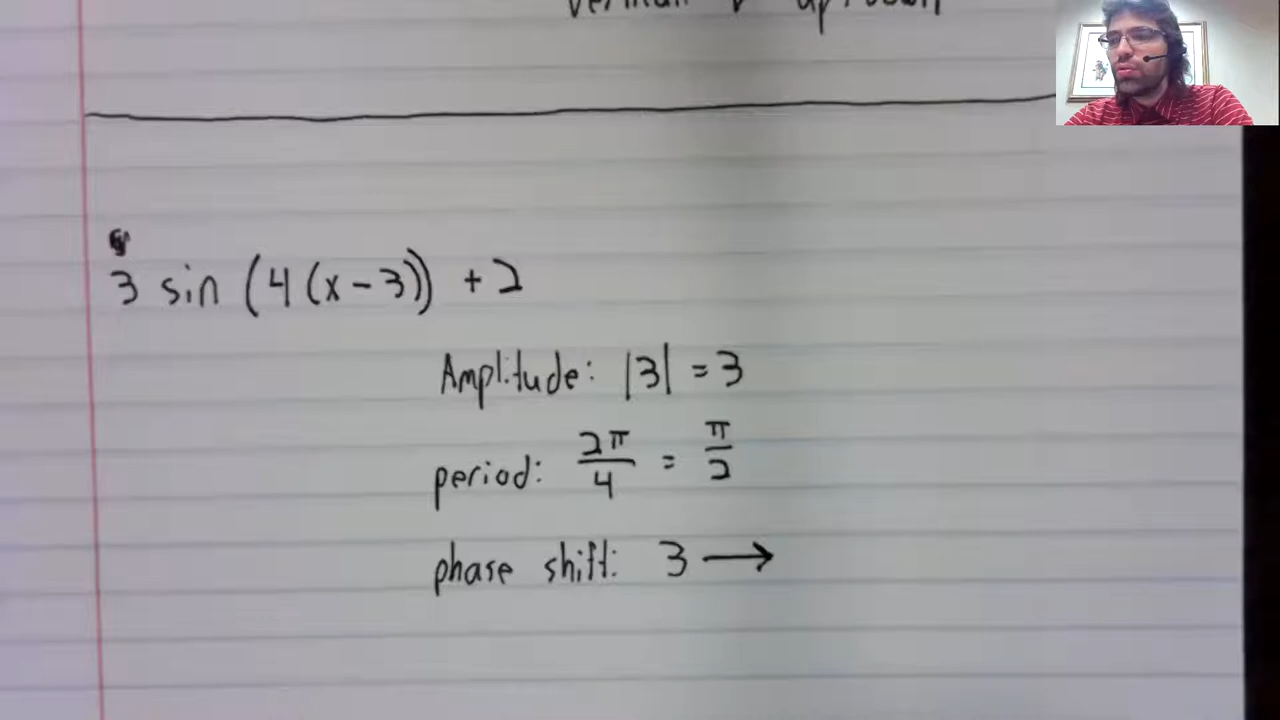 3 sin (4(x-3)) + 2
Amplitude: |3| = 3
period: 2π/4 = π/2
phase shift: 3 →